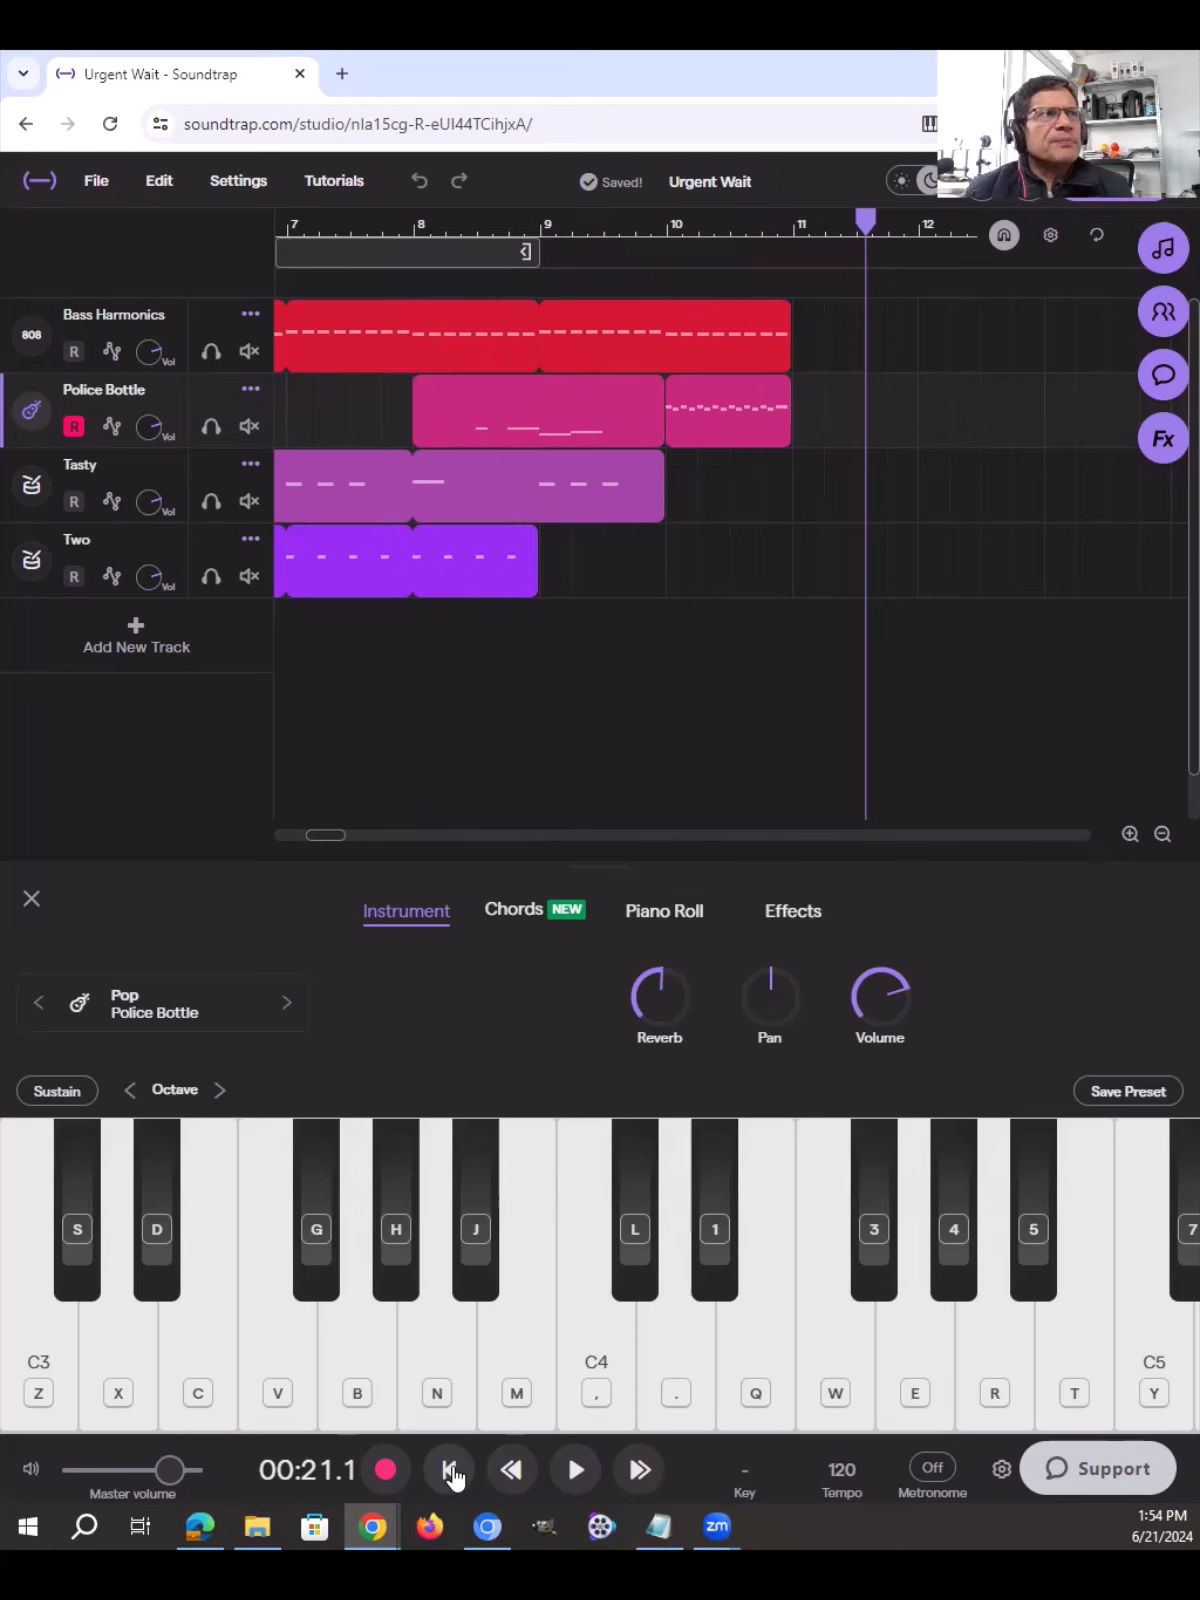 Urgent Wait - Soundtrap
soundtrap.com/studio/nla15cg-R-eUI44TCihjxA/
File Edit Settings Tutorials Saved! Urgent Wait
7 8 9 10 11 12
808 Bass Harmonics
R Vol
Police Bottle
R Vol
Tasty
R Vol
Two
R Vol
Fx
+
Add New Track
Instrument Chords NEW Piano Roll Effects
Pop
Police Bottle
Reverb Pan Volume
Sustain Octave Save Preset
S D G H J L 1 3 4 5 7
C3 C4 C5
Z X C V B N M , . Q W E R T Y
00:21.1
Master volume
- Key
120 Tempo
Off Metronome
Support
zm
1:54 PM
6/21/2024